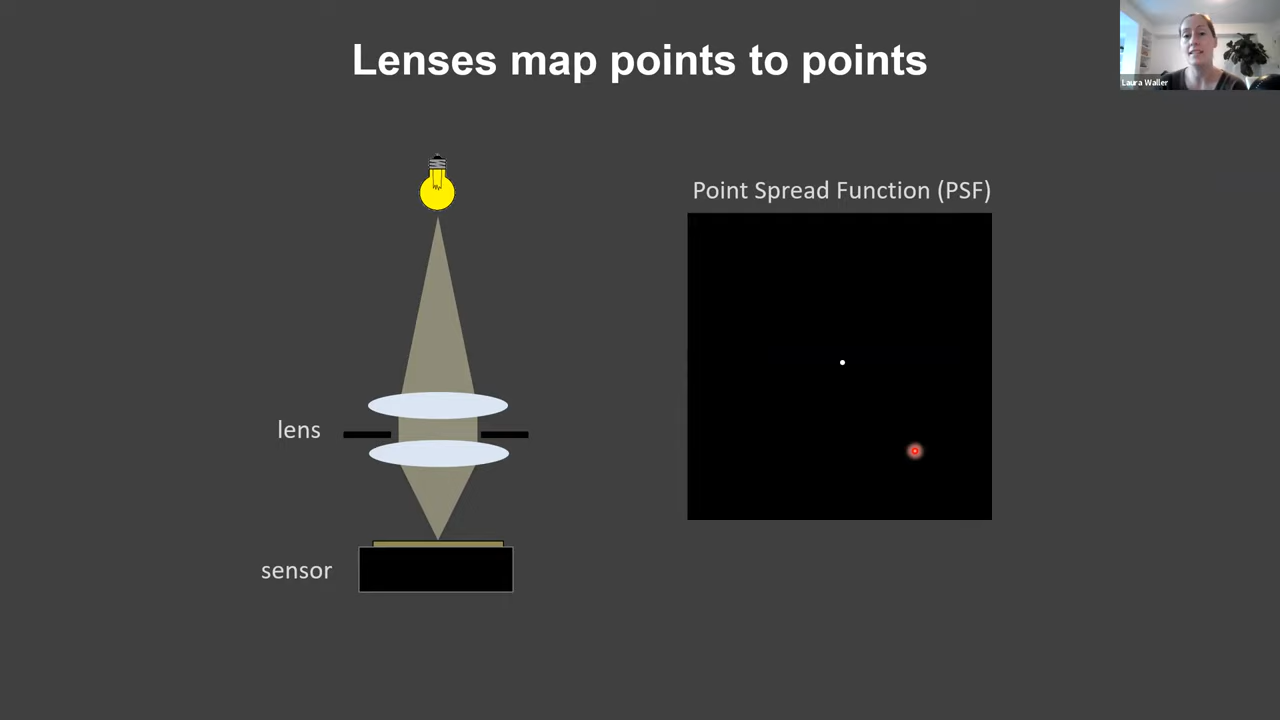 Lenses map points to points
Laura Waller
Point Spread Function (PSF)
lens
sensor